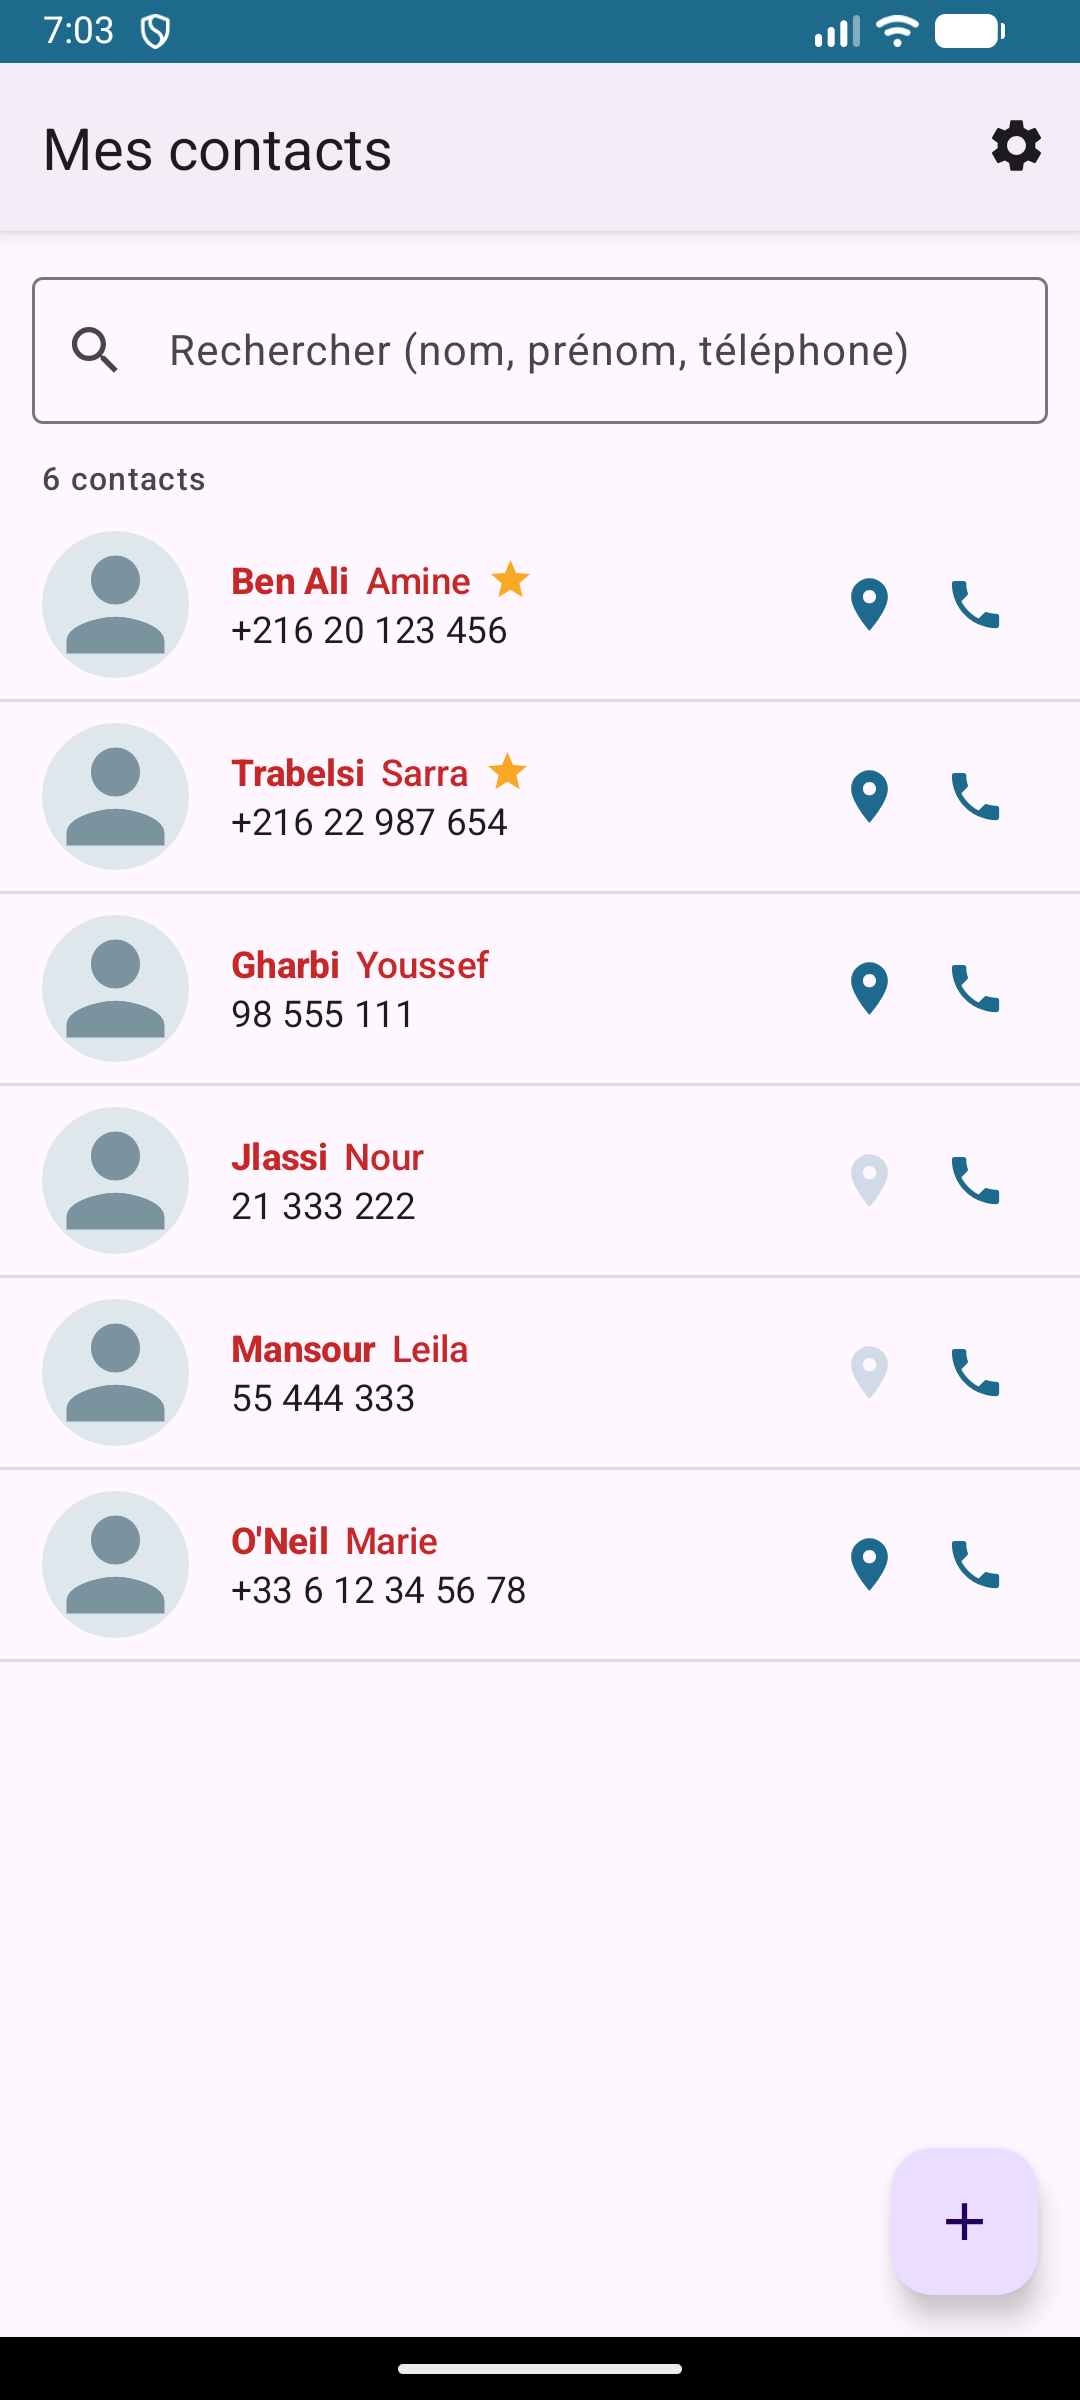 7:03
Mes contacts
Rechercher (nom, prénom, téléphone)
6 contacts
Ben Ali Amine
+216 20 123 456
Trabelsi Sarra
+216 22 987 654
Gharbi Youssef
98 555 111
Jlassi Nour
21 333 222
Mansour Leila
55 444 333
O'Neil Marie
+33 6 12 34 56 78